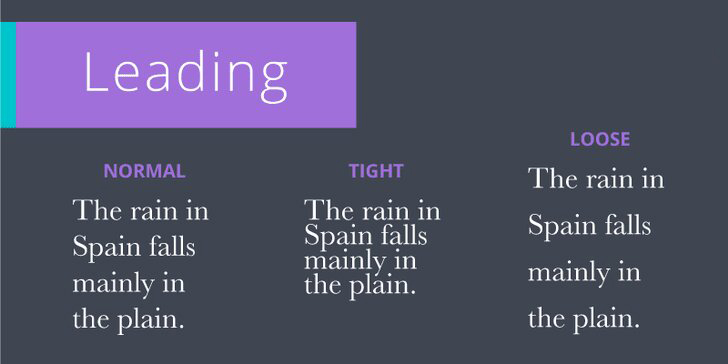 Leading
NORMAL
The rain in
Spain falls
mainly in
the plain.
TIGHT
The rain in
Spain falls
mainly in
the plain.
LOOSE
The rain in
Spain falls
mainly in
the plain.